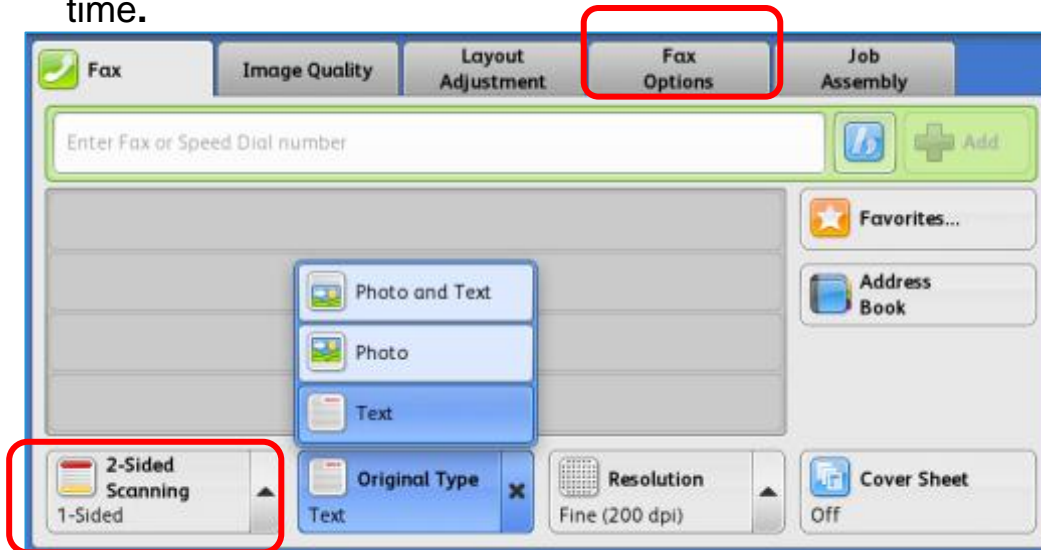 time.
Fax
Image Quality
Layout
Adjustment
Fax
Options
Job
Assembly
Enter Fax or Speed Dial number
Add
Favorites...
Address
Book
Photo and Text
Photo
Text
2-Sided
Scanning
1-Sided
Original Type
Text
Resolution
Fine (200 dpi)
Cover Sheet
Off